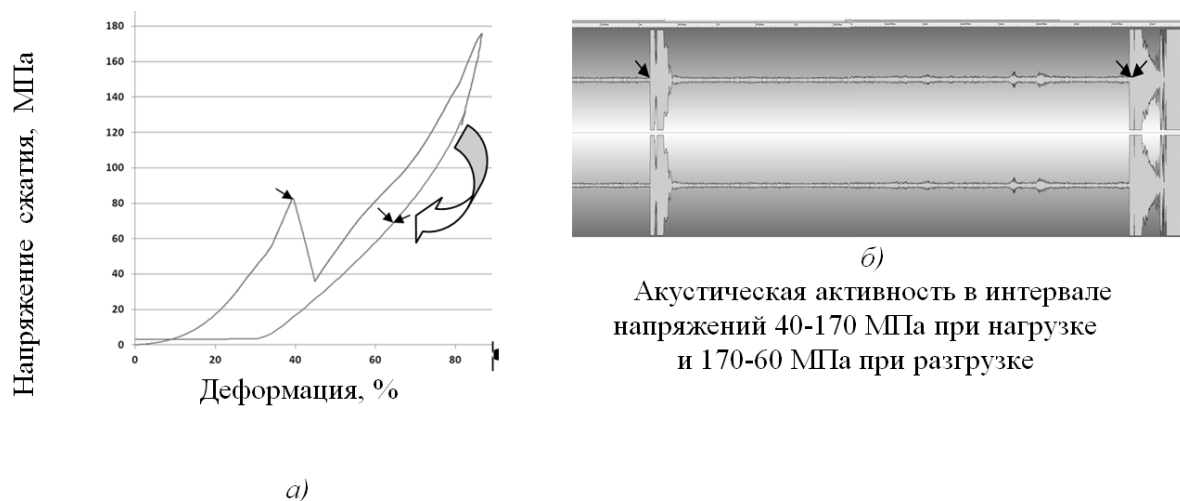 Напряжение сжатия, МПа
180
160
140
120
100
80
60
40
20
0
0 20 40 60 80
Деформация, %
а)
б)
Акустическая активность в интервале
напряжений 40-170 МПа при нагрузке
и 170-60 МПа при разгрузке